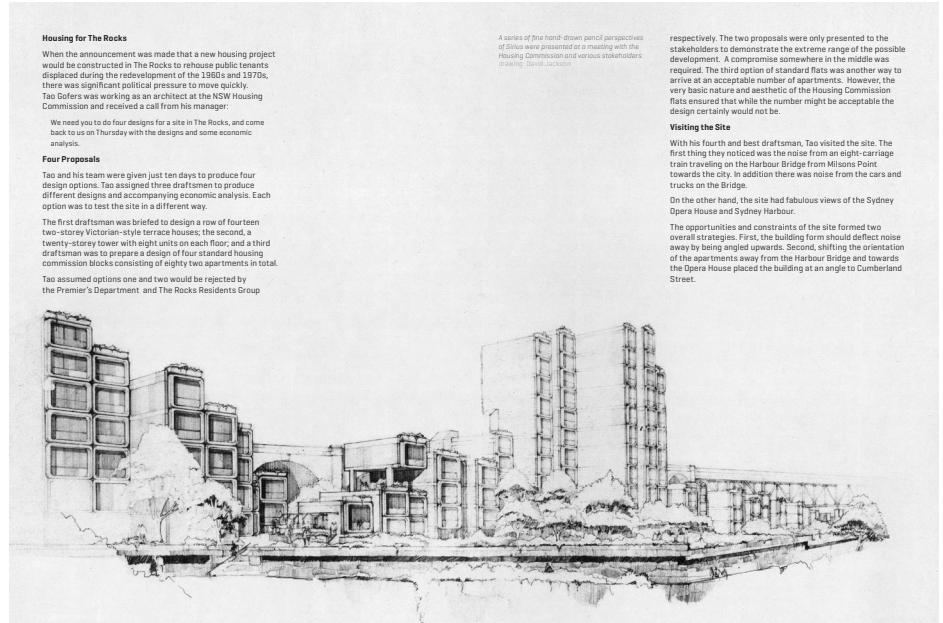 Housing for The Rocks
When the announcement was made that a new housing project
would be constructed in The Rocks to rehouse public tenants
displaced during the redevelopment of the 1960s and 1970s,
there was significant political pressure to move quickly.
Tao Gofers was working as an architect at the NSW Housing
Commission and received a call from his manager:
We need you to do four designs for a site in The Rocks, and come
back to us on Thursday with the designs and some economic
analysis.
Four Proposals
Tao and his team were given just ten days to produce four
design options. Tao assigned three draftsmen to produce
different designs and accompanying economic analysis. Each
option was to test the site in a different way.
The first draftsman was briefed to design a row of fourteen
two-storey Victorian-style terrace houses; the second, a
twenty-storey tower with eight units on each floor; and a third
draftsman was to prepare a design of four standard housing
commission blocks consisting of eighty two apartments in total.
Tao assumed options one and two would be rejected by
the Premier's Department and The Rocks Residents Group
A series of fine hand-drawn pencil perspectives
of Sirius were presented at a meeting with the
Housing Commission and various stakeholders
drawing: David Jackson
respectively. The two proposals were only presented to the
stakeholders to demonstrate the extreme range of the possible
development. A compromise somewhere in the middle was
required. The third option of standard flats was another way to
arrive at an acceptable number of apartments. However, the
very basic nature and aesthetic of the Housing Commission
flats ensured that while the number might be acceptable the
design certainly would not be.
Visiting the Site
With his fourth and best draftsman, Tao visited the site. The
first thing they noticed was the noise from an eight-carriage
train traveling on the Harbour Bridge from Milsons Point
towards the city. In addition there was noise from the cars and
trucks on the Bridge.
On the other hand, the site had fabulous views of the Sydney
Opera House and Sydney Harbour.
The opportunities and constraints of the site formed two
overall strategies. First, the building form should deflect noise
away by being angled upwards. Second, shifting the orientation
of the apartments away from the Harbour Bridge and towards
the Opera House placed the building at an angle to Cumberland
Street.